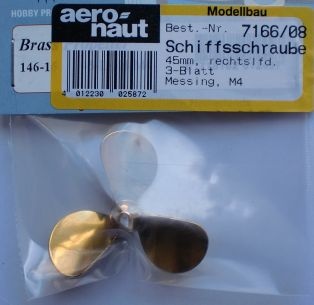 HOBBY PRO
aero-
naut
Modellbau
Best.-Nr. 7166/08
Schiffsschraube
45mm, rechtslfd.
3-Blatt
Messing, M4
Bras
146-1
4 012230 025872